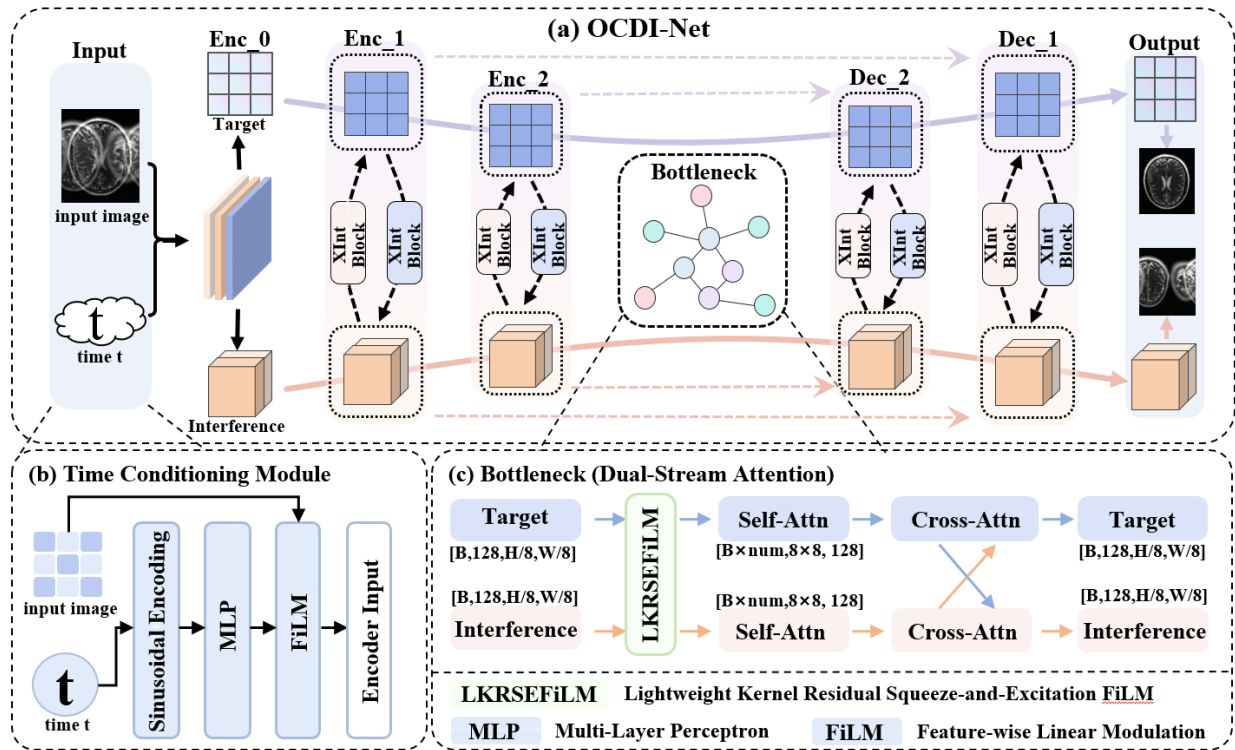 (a) OCDI-Net
Input
Enc_0
Enc_1
Enc_2
Dec_2
Dec_1
Output
Target
input image
t
time t
Interference
XInt Block
XInt Block
XInt Block
XInt Block
Bottleneck
XInt Block
XInt Block
XInt Block
XInt Block
(b) Time Conditioning Module
input image
t
time t
Sinusoidal Encoding
MLP
FiLM
Encoder Input
(c) Bottleneck (Dual-Stream Attention)
Target
LKRSEFiLM
Self-Attn
Cross-Attn
Target
[B,128,H/8,W/8]
[B×num,8×8, 128]
[B,128,H/8,W/8]
[B,128,H/8,W/8]
[B×num,8×8, 128]
[B,128,H/8,W/8]
Interference
Self-Attn
Cross-Attn
Interference
LKRSEFiLM Lightweight Kernel Residual Squeeze-and-Excitation FiLM
MLP Multi-Layer Perceptron FiLM Feature-wise Linear Modulation